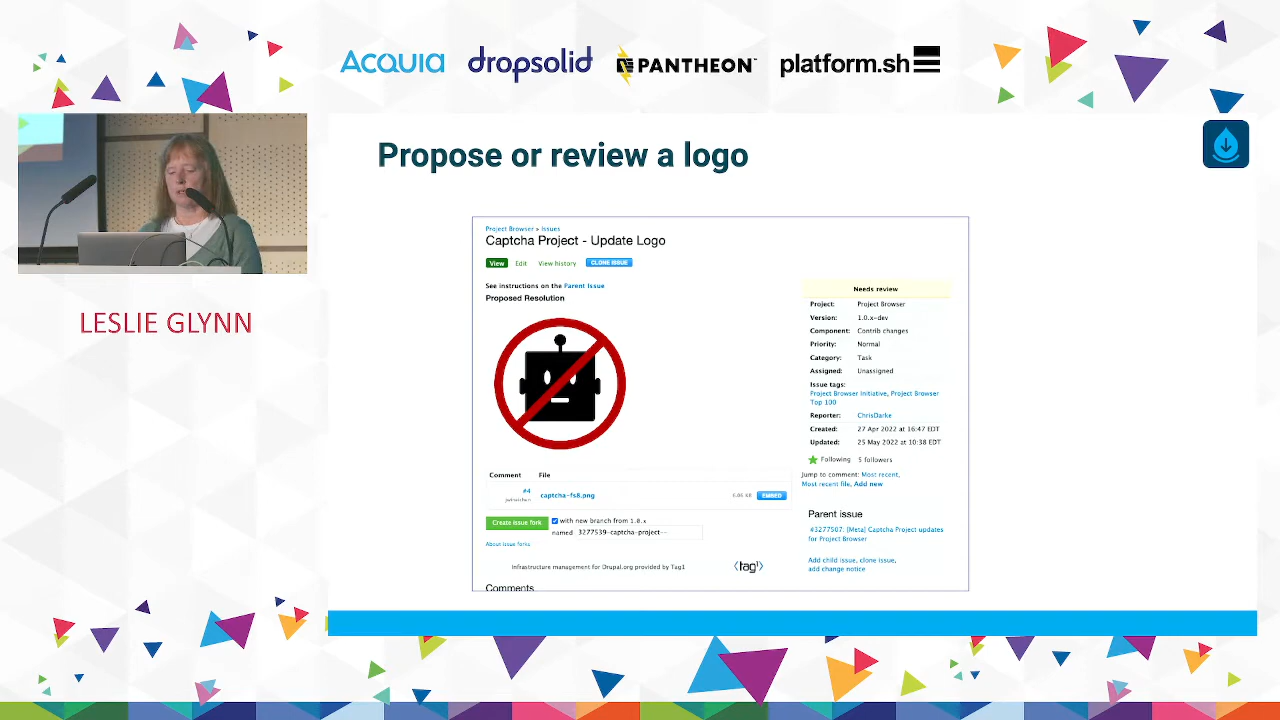 Acquia dropsolid PANTHEON platform.sh
Propose or review a logo
LESLIE GLYNN
Project Browser » Issues
Captcha Project - Update Logo
View Edit View history CLONE ISSUE
See instructions on the Parent Issue
Proposed Resolution
Comment File
#4
captcha-fs8.png
EMBED
Create issue fork
with new branch from 1.0.x
named 3277539-captcha-project--
About issue forks
Infrastructure management for Drupal.org provided by Tag1
tag1
Comments
Needs review
Project: Project Browser
Version: 1.0.x-dev
Component: Contrib changes
Priority: Normal
Category: Task
Assigned: Unassigned
Issue tags:
Project Browser Initiative, Project Browser
Top 100
Reporter: ChrisDarke
Created: 27 Apr 2022 at 16:47 EDT
Updated: 25 May 2022 at 10:38 EDT
Following 5 followers
Jump to comment: Most recent,
Most recent file, Add new
Parent issue
#3277507: [Meta] Captcha Project updates
for Project Browser
Add child issue, clone issue,
add change notice